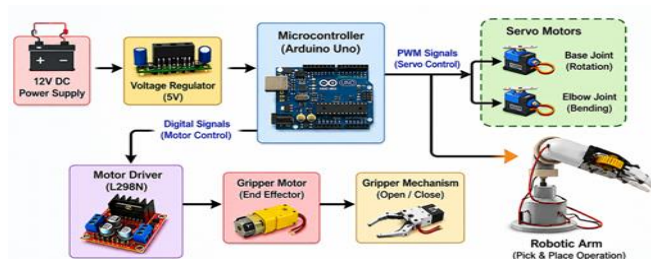 12V DC
Power Supply
Voltage Regulator
(5V)
Microcontroller
(Arduino Uno)
PWM Signals
(Servo Control)
Servo Motors
Base Joint
(Rotation)
Elbow Joint
(Bending)
Digital Signals
(Motor Control)
Motor Driver
(L298N)
Gripper Motor
(End Effector)
Gripper Mechanism
(Open / Close)
Robotic Arm
(Pick & Place Operation)